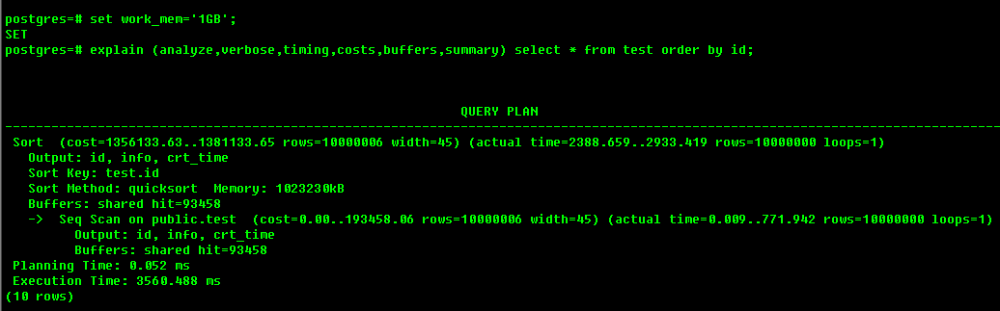 postgres=# set work_mem='1GB';
SET
postgres=# explain (analyze,verbose,timing,costs,buffers,summary) select * from test order by id;
QUERY PLAN
--------------------------------------------------------------------------------------------------------------------------------
Sort  (cost=1356133.63..1381133.65 rows=10000006 width=45) (actual time=2388.659..2933.419 rows=10000000 loops=1)
Output: id, info, crt_time
Sort Key: test.id
Sort Method: quicksort  Memory: 1023230kB
Buffers: shared hit=93458
->  Seq Scan on public.test  (cost=0.00..193458.06 rows=10000006 width=45) (actual time=0.009..771.942 rows=10000000 loops=1)
Output: id, info, crt_time
Buffers: shared hit=93458
Planning Time: 0.052 ms
Execution Time: 3560.488 ms
(10 rows)